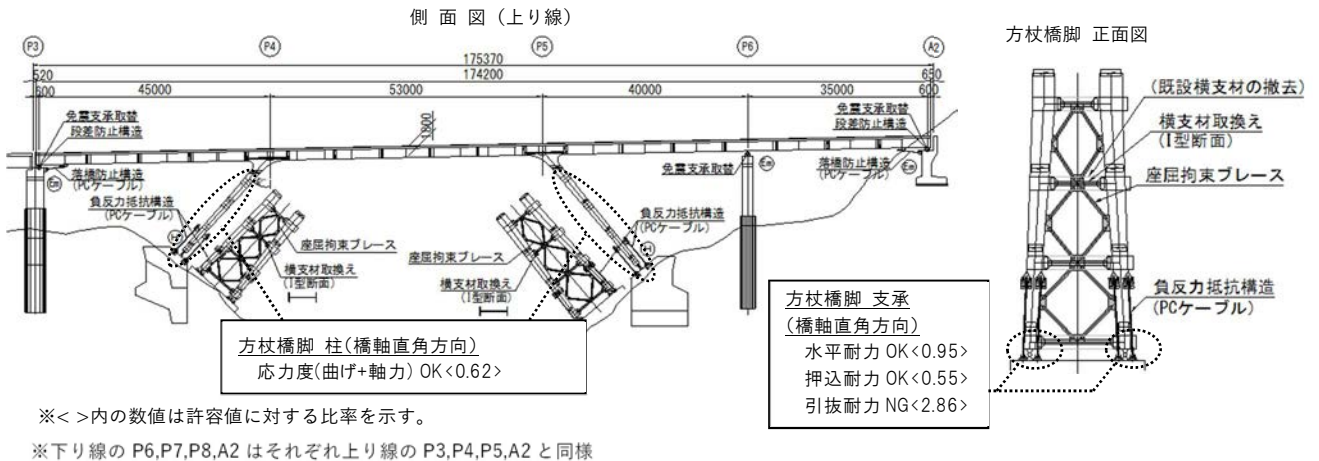 側 面 図 (上り線)
P3
P4
P5
P6
A2
175370
520
174200
650
600
45000
53000
40000
35000
600
免震支承取替
段差防止構造
1800
免震支承取替
段差防止構造
Em
落橋防止構造
(PCケーブル)
免震支承取替
Em
落橋防止構造
(PCケーブル)
Em
負反力抵抗構造
(PCケーブル)
負反力抵抗構造
(PCケーブル)
H
H
座屈拘束ブレース
座屈拘束ブレース
横支材取換え
(I型断面)
横支材取換え
(I型断面)
方杖橋脚 柱(橋軸直角方向)
応力度(曲げ+軸力) OK<0.62>
方杖橋脚 正面図
(既設横支材の撤去)
横支材取換え
(I型断面)
座屈拘束ブレース
負反力抵抗構造
(PCケーブル)
方杖橋脚 支承
(橋軸直角方向)
水平耐力 OK<0.95>
押込耐力 OK<0.55>
引抜耐力 NG<2.86>
※< >内の数値は許容値に対する比率を示す。
※下り線の P6,P7,P8,A2 はそれぞれ上り線の P3,P4,P5,A2 と同様